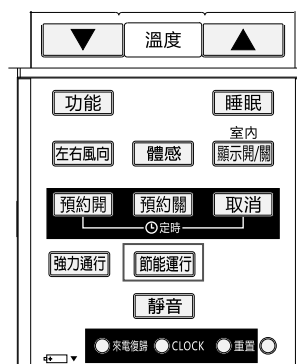 ▼ 溫度 ▲
功能 睡眠
室內
左右風向 體感 顯示開/關
預約開 預約關 取消
定時
強力通行 節能運行
靜音
來電復歸 CLOCK 重置